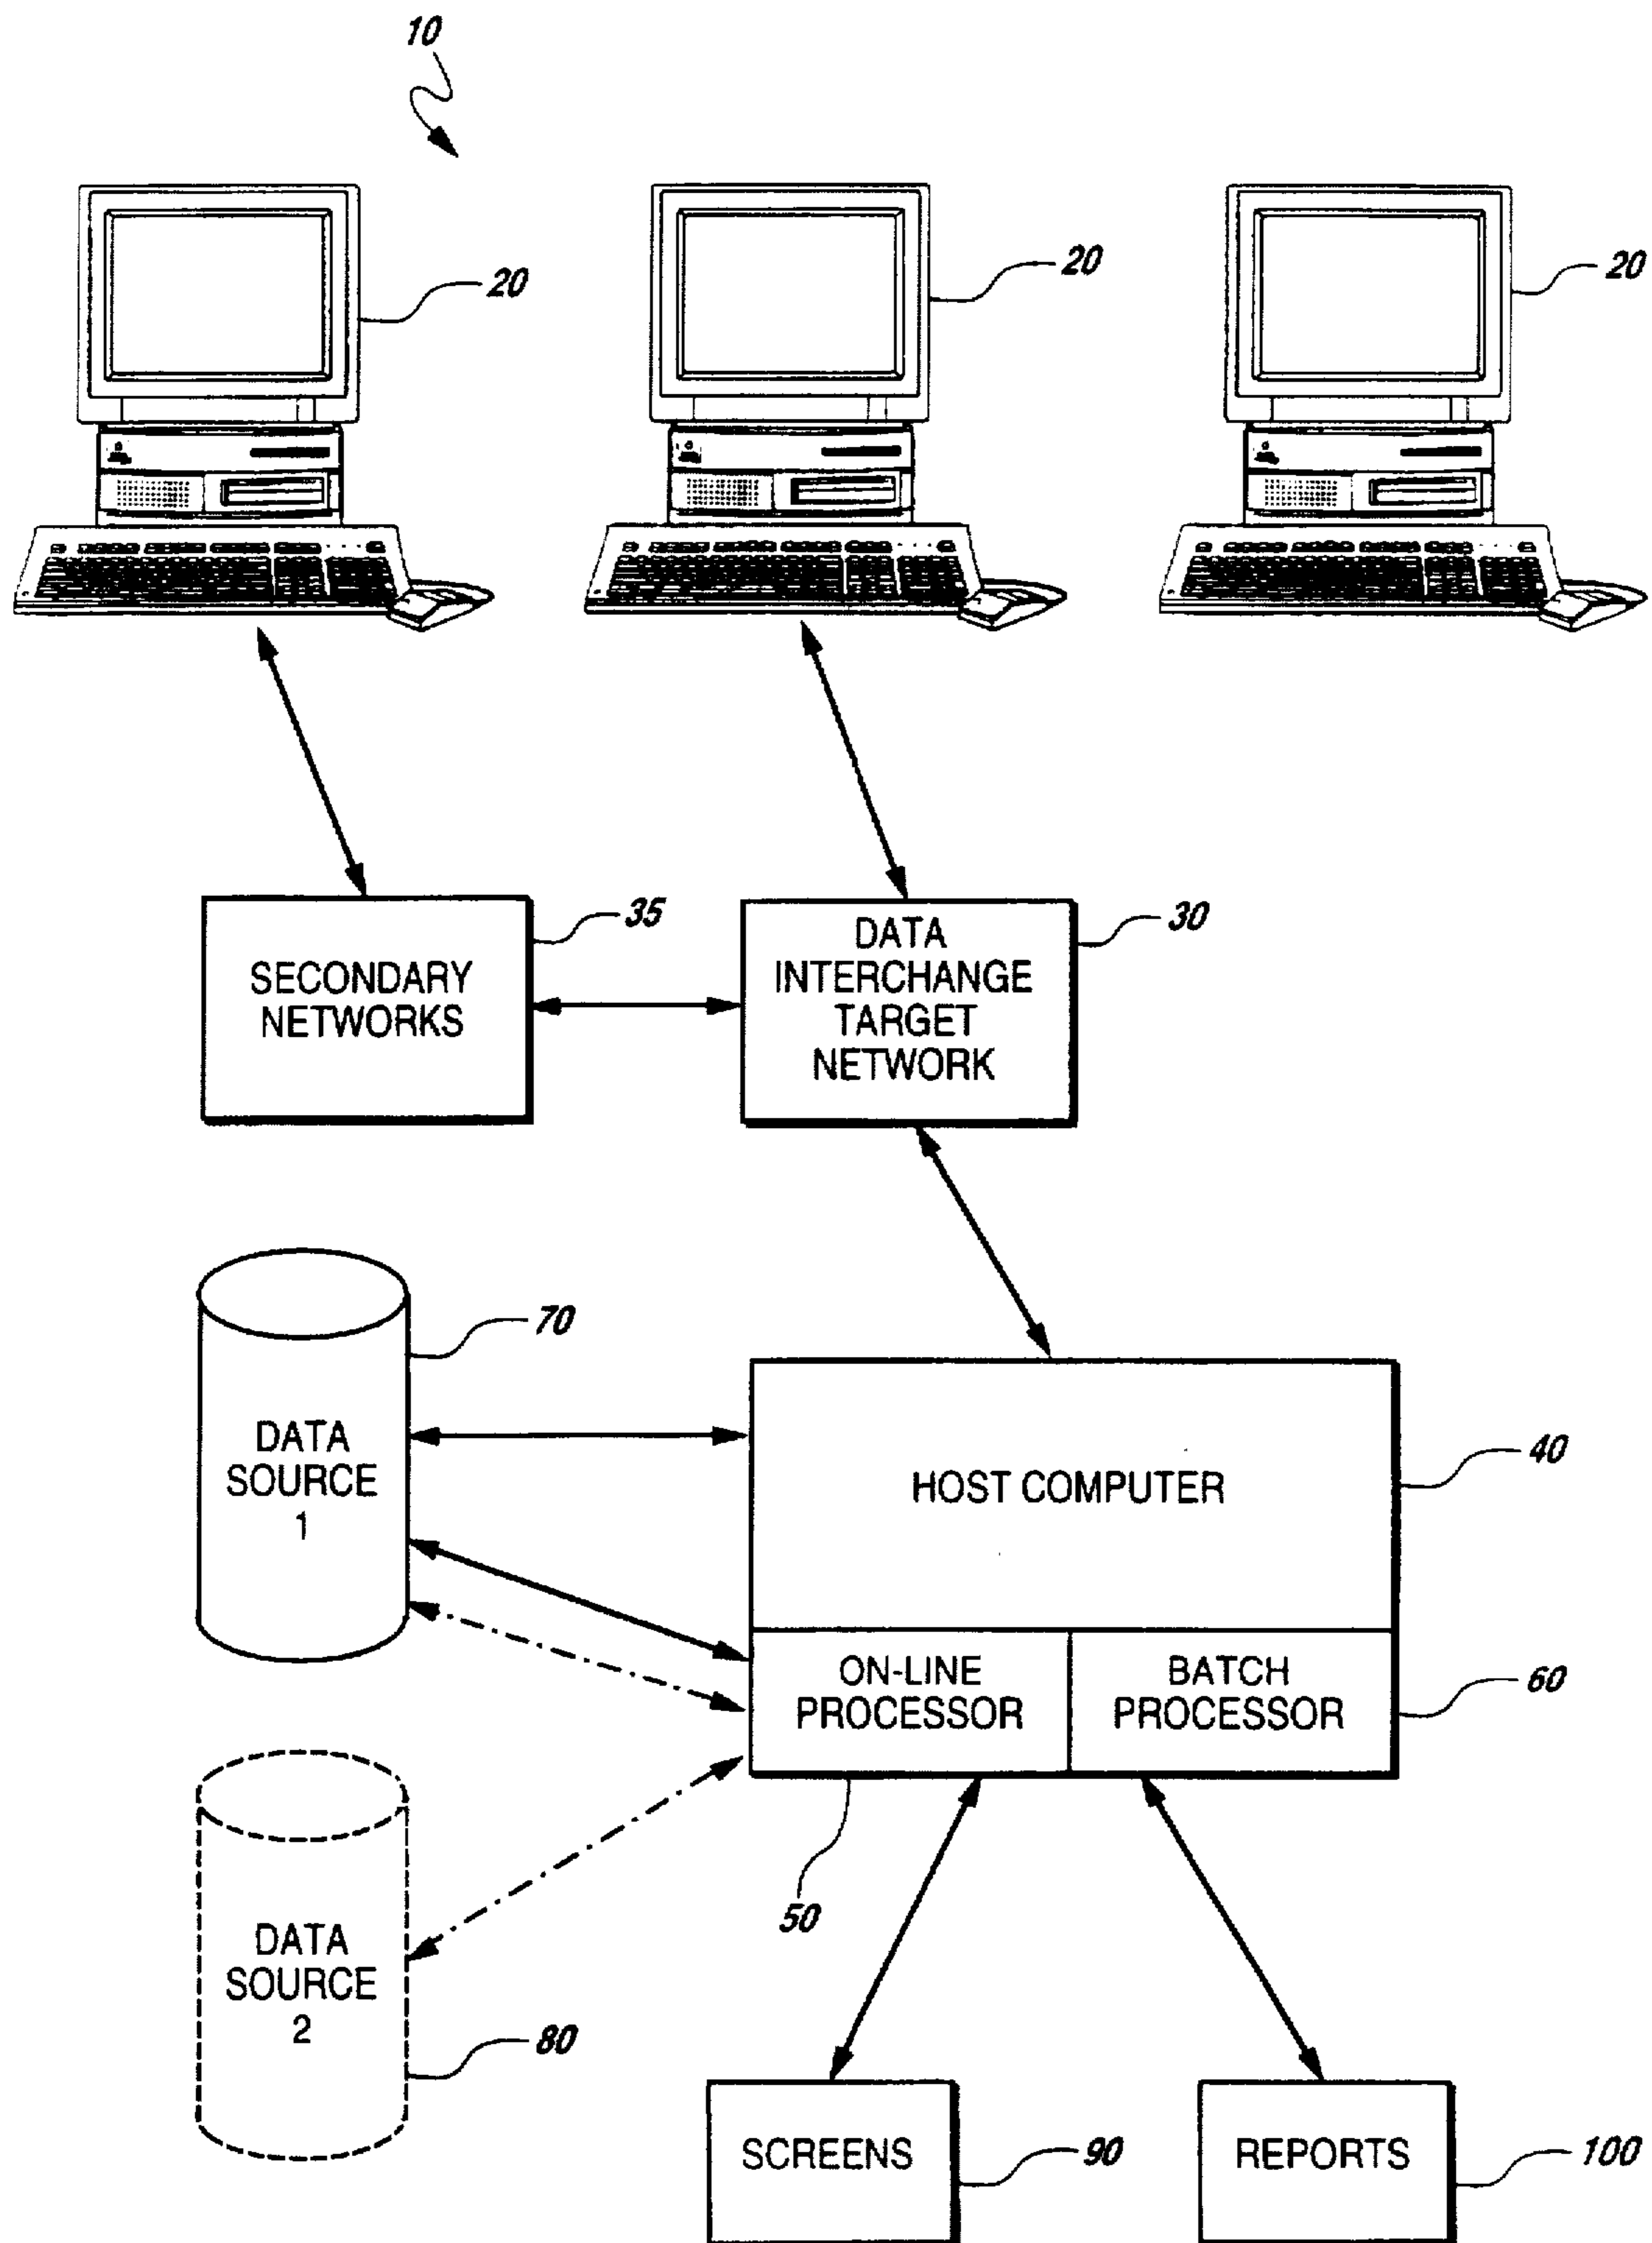 10
20
20
20
35
30
SECONDARY
NETWORKS
DATA
INTERCHANGE
TARGET
NETWORK
70
DATA
SOURCE
1
40
HOST COMPUTER
ON-LINE
PROCESSOR
BATCH
PROCESSOR
60
50
DATA
SOURCE
2
80
SCREENS
90
REPORTS
100